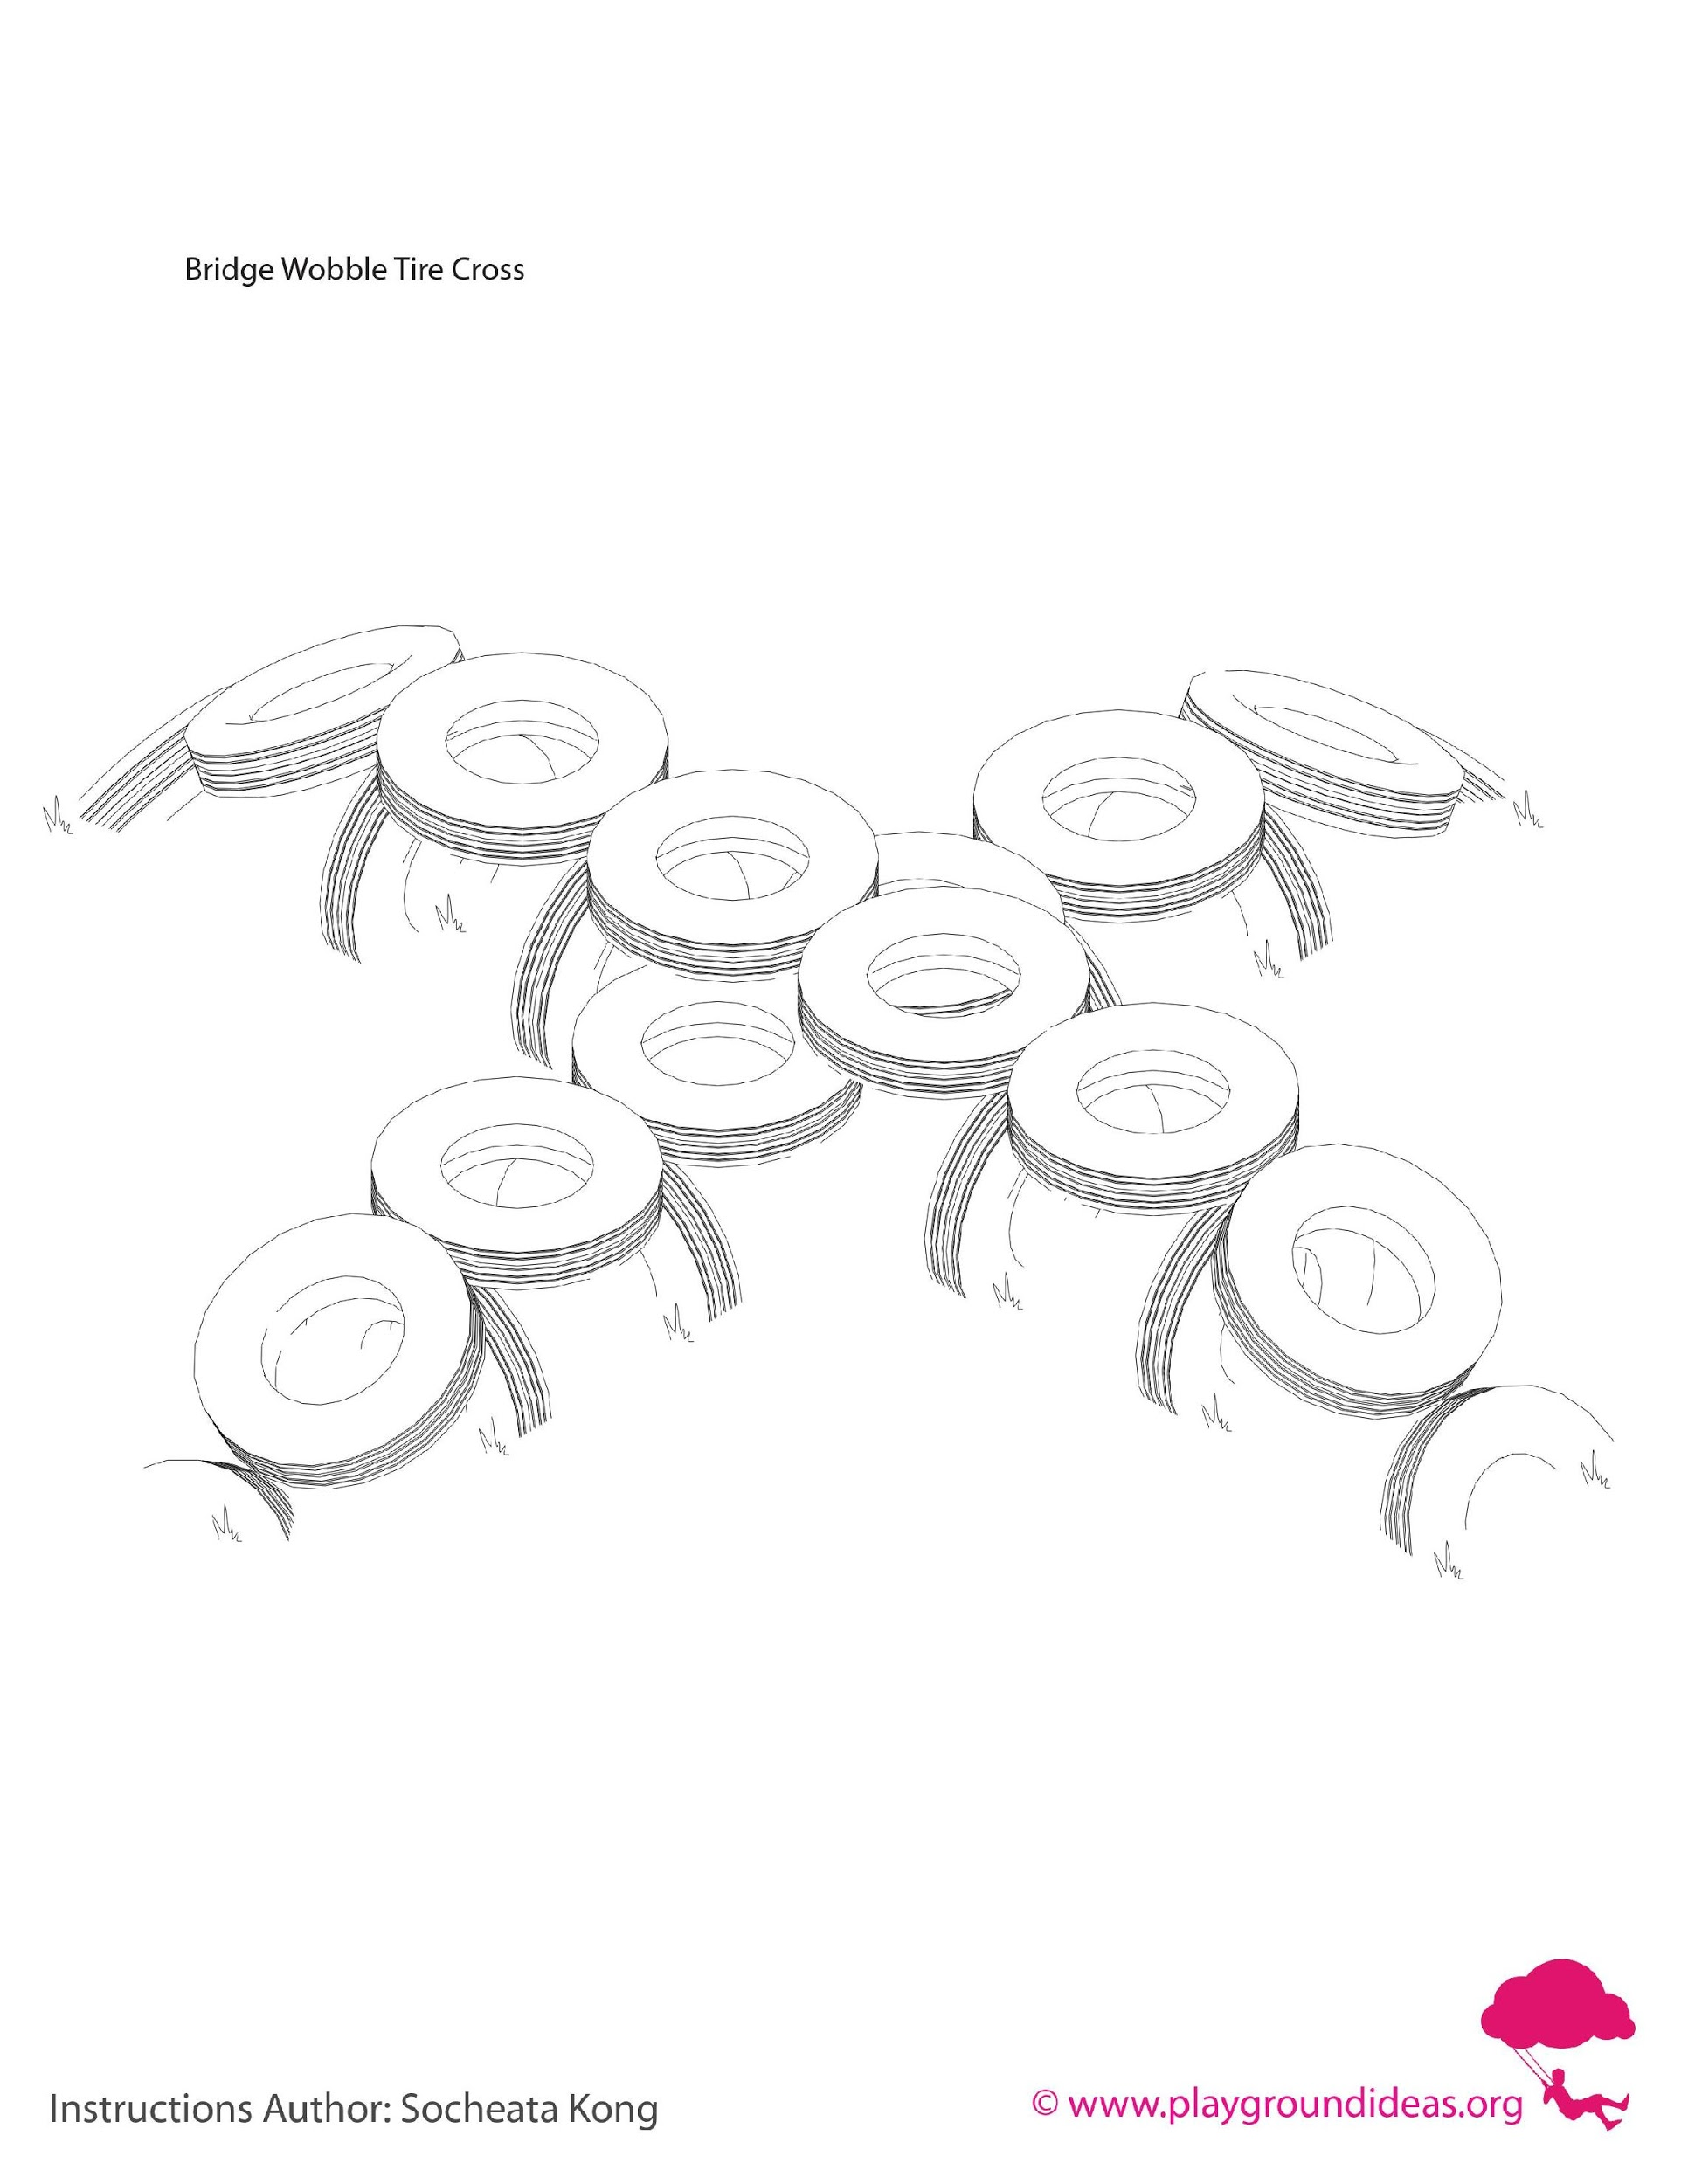 Bridge Wobble Tire Cross
Instructions Author: Socheata Kong
© www.playgroundideas.org